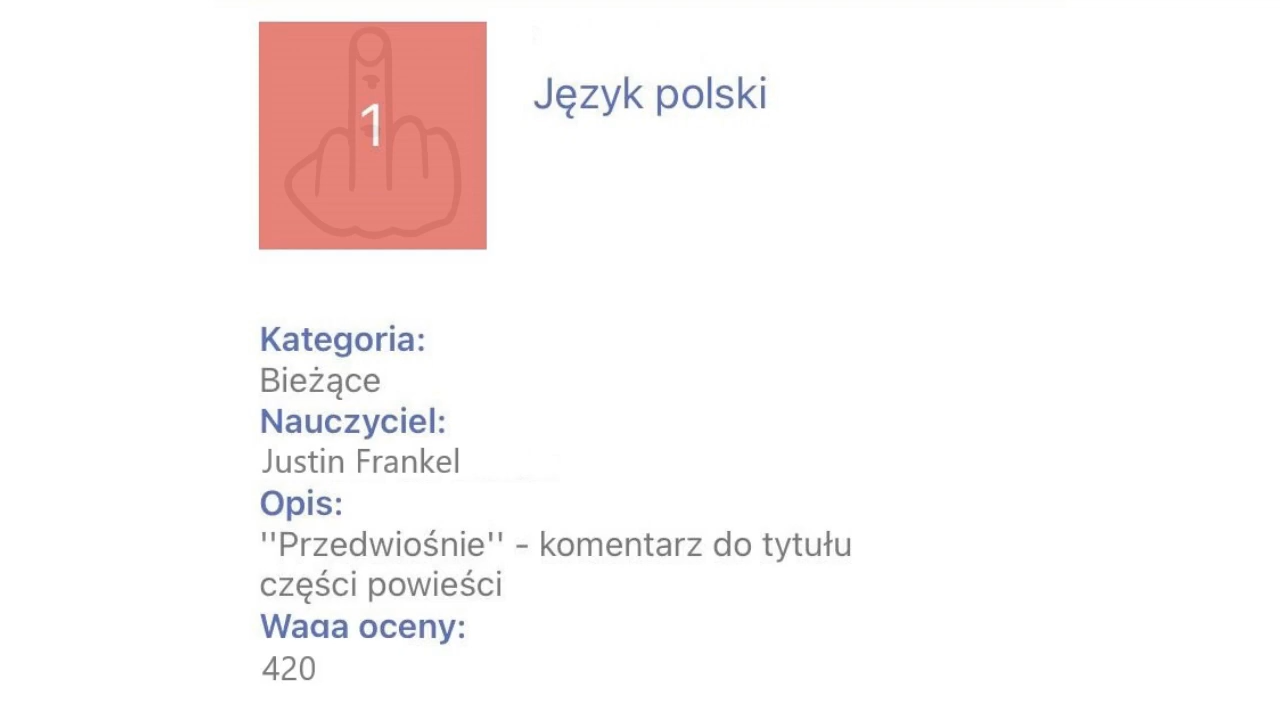 1
Język polski
Kategoria:
Bieżące
Nauczyciel:
Justin Frankel
Opis:
''Przedwiośnie'' - komentarz do tytułu
części powieści
Waga oceny:
420